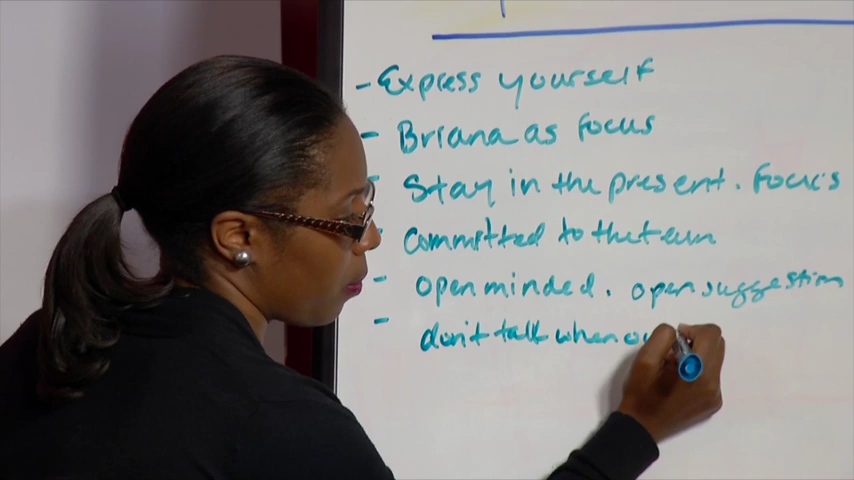 - Express yourself
- Briana as focus
- Stay in the present. Focus
- committed to the team
- open minded. open suggestion
- don't talk when